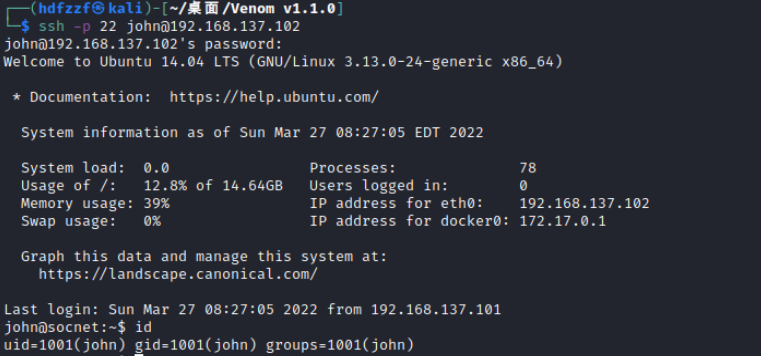 ┌──(hdfzzf㉿kali)-[~/桌面/Venom v1.1.0]
└─$ ssh -p 22 john@192.168.137.102
john@192.168.137.102's password:
Welcome to Ubuntu 14.04 LTS (GNU/Linux 3.13.0-24-generic x86_64)
* Documentation:  https://help.ubuntu.com/
System information as of Sun Mar 27 08:27:05 EDT 2022
System load:  0.0 Processes: 78
Usage of /:   12.8% of 14.64GB Users logged in: 0
Memory usage: 39% IP address for eth0: 192.168.137.102
Swap usage:   0% IP address for docker0: 172.17.0.1
Graph this data and manage this system at:
https://landscape.canonical.com/
Last login: Sun Mar 27 08:27:05 2022 from 192.168.137.101
john@socnet:~$ id
uid=1001(john) gid=1001(john) groups=1001(john)